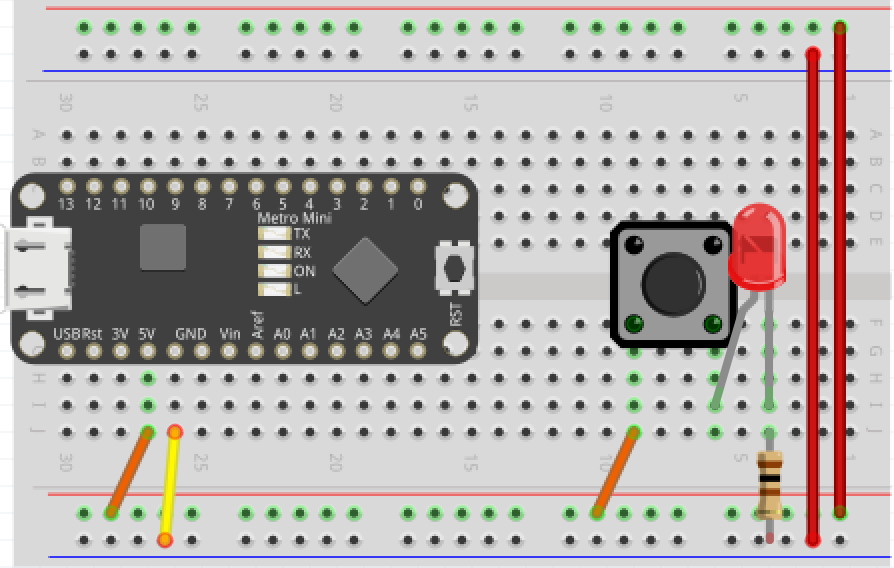 30 25 20 15 10 5 1
A A
B B
C
D
E
13 12 11 10 9 8 7 6 5 4 3 2 1 0
Metro Mini
TX
RX
ON
L
RST
USB Rst 3V 5V GND Vin Aref A0 A1 A2 A3 A4 A5
F
G
H H
I I
J J
30 25 20 15 10 5 1